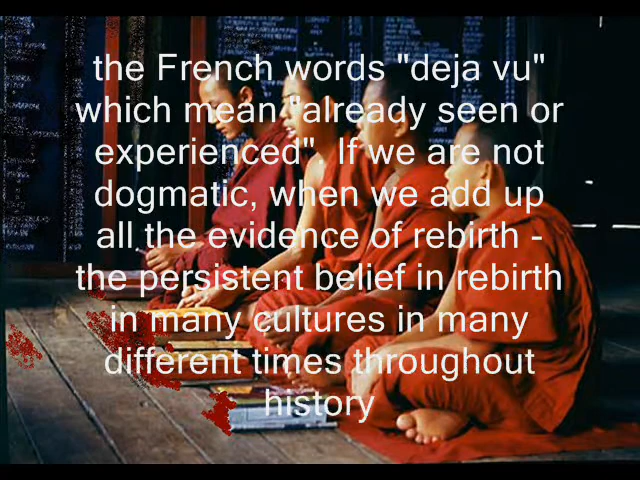 the French words "deja vu"
which mean "already seen or
experienced".  If we are not
dogmatic, when we add up
all the evidence of rebirth -
the persistent belief in rebirth
in many cultures in many
different times throughout
history